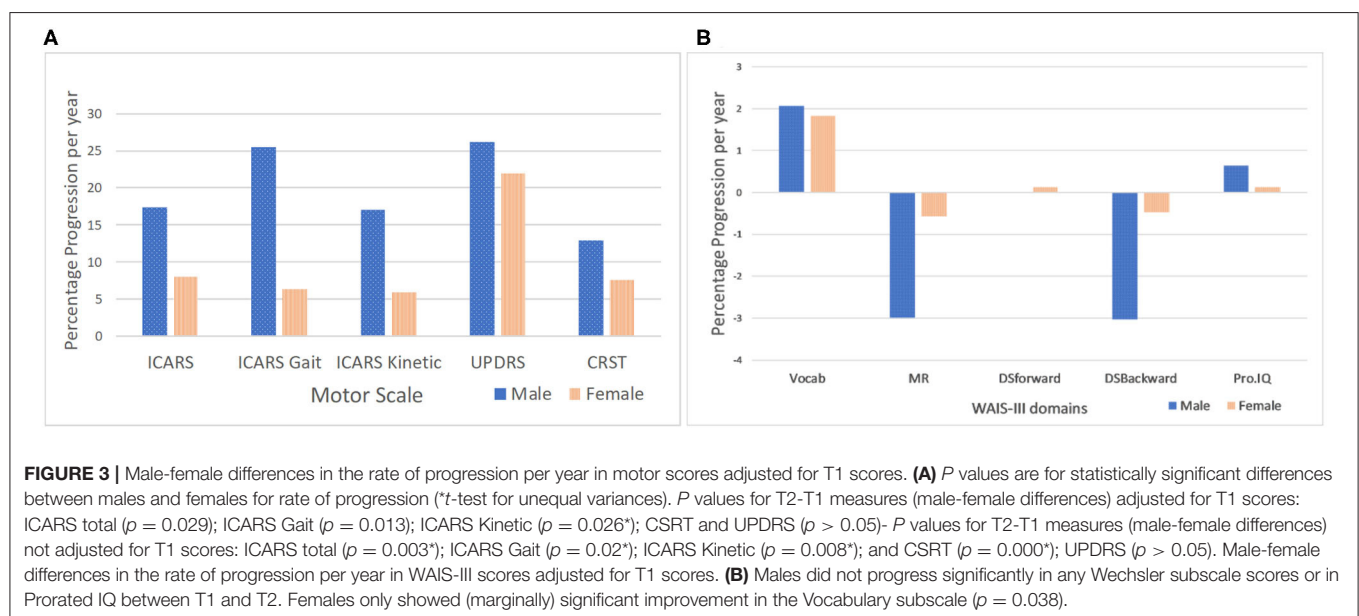 A
Percentage Progression per year
30
25
20
15
10
5
0
ICARS ICARS Gait ICARS Kinetic UPDRS CRST
Motor Scale
Male Female
B
Percentage Progression per year
3
2
1
0
-1
-2
-3
-4
Vocab MR DSforward DSBackward Pro.IQ
WAIS-III domains
Male Female
FIGURE 3 | Male-female differences in the rate of progression per year in motor scores adjusted for T1 scores. (A) P values are for statistically significant differences
between males and females for rate of progression (*t-test for unequal variances). P values for T2-T1 measures (male-female differences) adjusted for T1 scores:
ICARS total (p = 0.029); ICARS Gait (p = 0.013); ICARS Kinetic (p = 0.026*); CSRT and UPDRS (p > 0.05)- P values for T2-T1 measures (male-female differences)
not adjusted for T1 scores: ICARS total (p = 0.003*); ICARS Gait (p = 0.02*); ICARS Kinetic (p = 0.008*); and CSRT (p = 0.000*); UPDRS (p > 0.05). Male-female
differences in the rate of progression per year in WAIS-III scores adjusted for T1 scores. (B) Males did not progress significantly in any Wechsler subscale scores or in
Prorated IQ between T1 and T2. Females only showed (marginally) significant improvement in the Vocabulary subscale (p = 0.038).